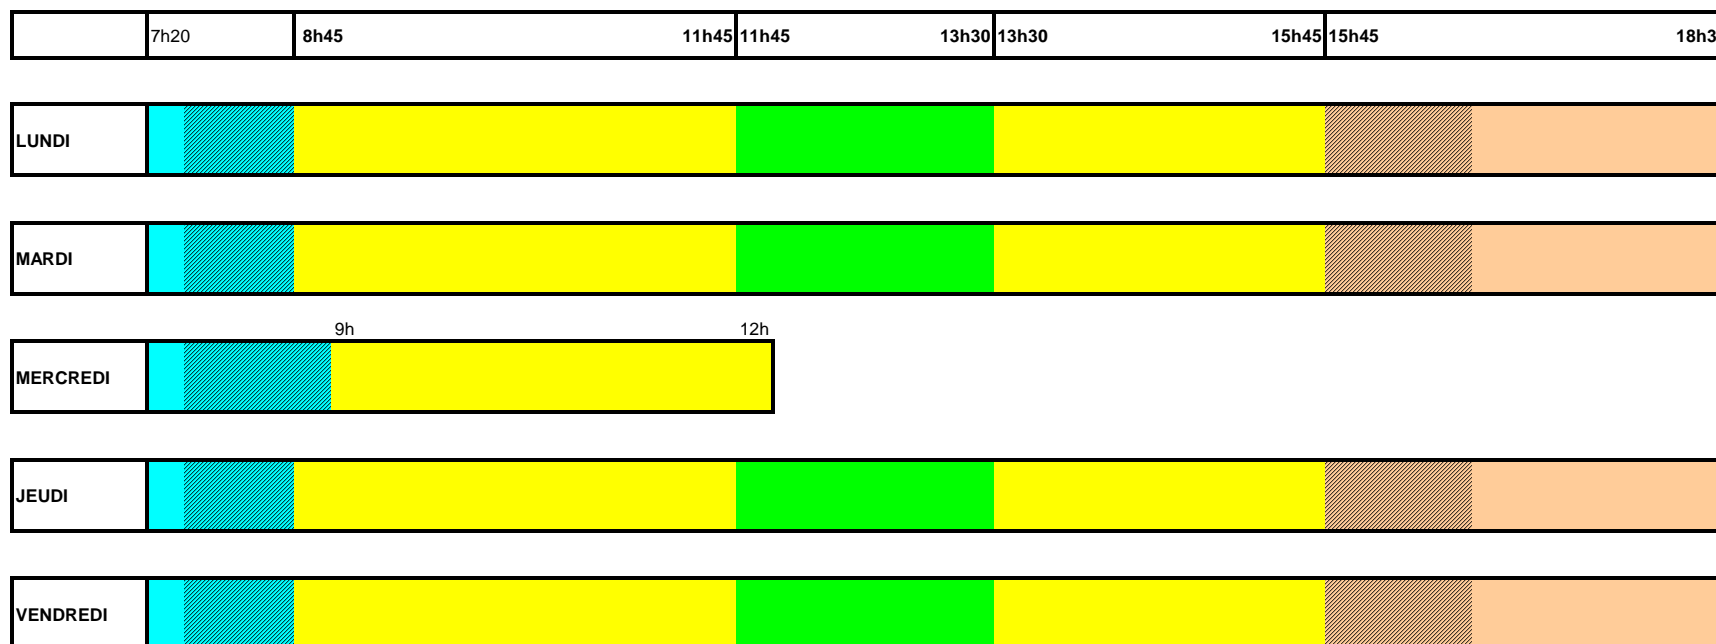 7h20 8h45 11h45 11h45 13h30 13h30 15h45 15h45 18h3
LUNDI
MARDI
9h 12h
MERCREDI
JEUDI
VENDREDI